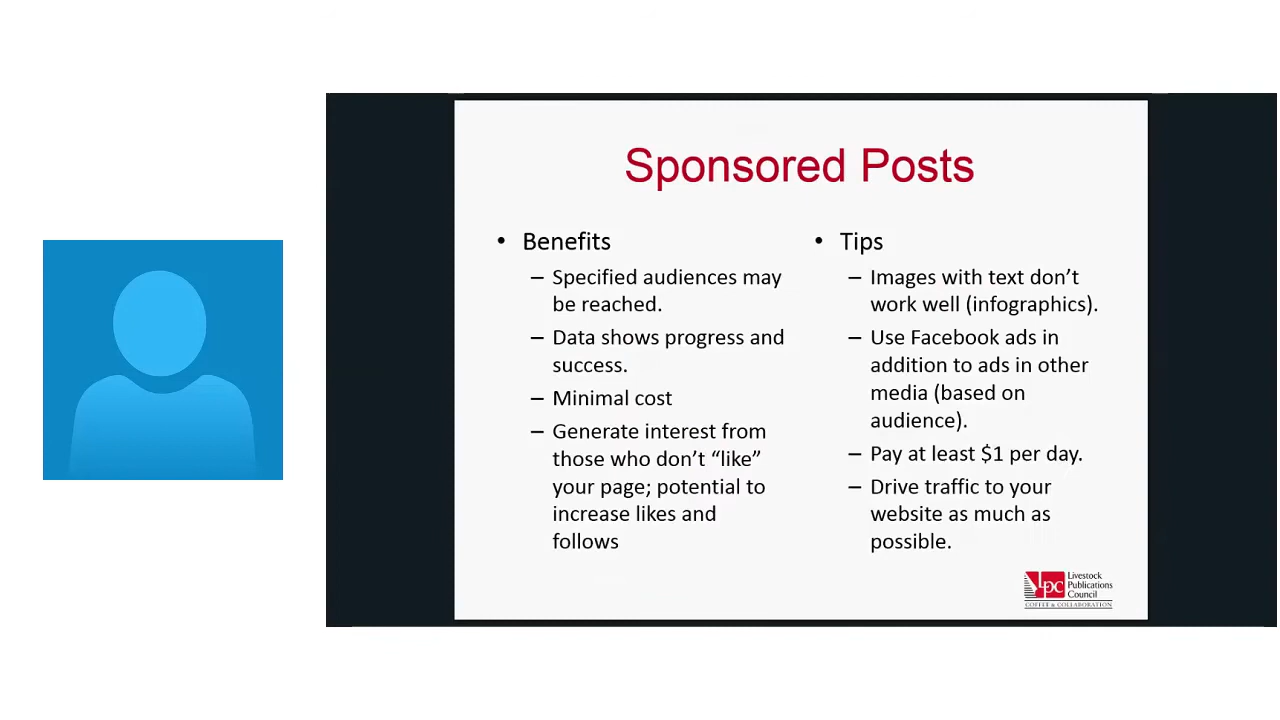 Sponsored Posts
• Benefits
– Specified audiences may
be reached.
– Data shows progress and
success.
– Minimal cost
– Generate interest from
those who don’t “like”
your page; potential to
increase likes and
follows
• Tips
– Images with text don’t
work well (infographics).
– Use Facebook ads in
addition to ads in other
media (based on
audience).
– Pay at least $1 per day.
– Drive traffic to your
website as much as
possible.
LPC
Livestock
Publications
Council
COFFEE & COLLABORATION